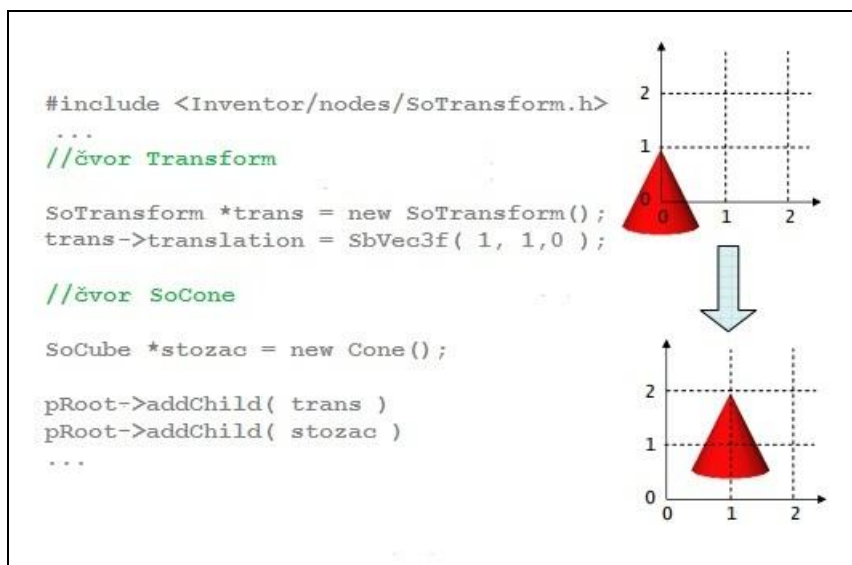 #include <Inventor/nodes/SoTransform.h>
...
//čvor Transform
SoTransform *trans = new SoTransform();
trans->translation = SbVec3f( 1, 1,0 );
//čvor SoCone
SoCube *stozac = new Cone();
pRoot->addChild( trans )
pRoot->addChild( stozac )
...
2
1
0
0 1 2
2
1
0
0 1 2